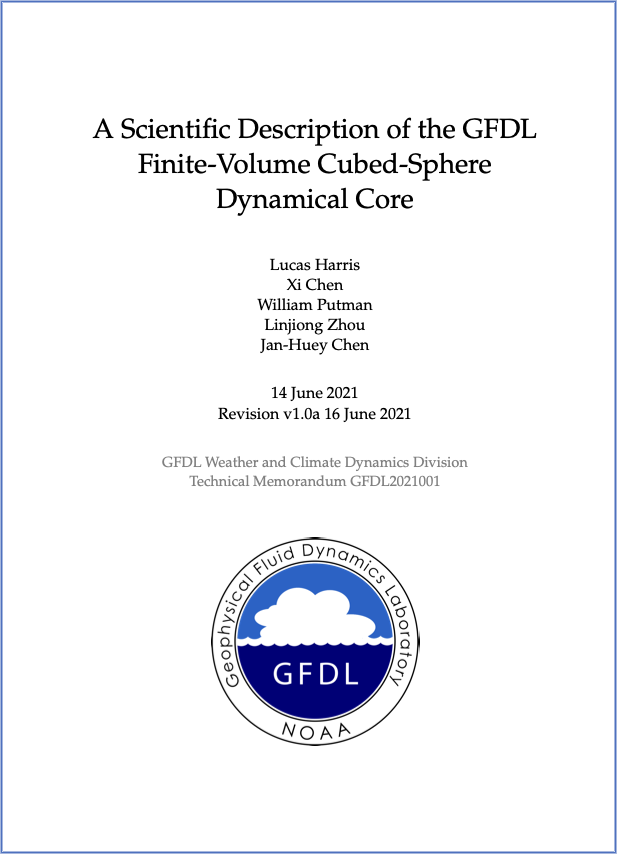 A Scientific Description of the GFDL
Finite-Volume Cubed-Sphere
Dynamical Core
Lucas Harris
Xi Chen
William Putman
Linjiong Zhou
Jan-Huey Chen
14 June 2021
Revision v1.0a 16 June 2021
GFDL Weather and Climate Dynamics Division
Technical Memorandum GFDL2021001
Geophysical Fluid Dynamics Laboratory
GFDL
NOAA